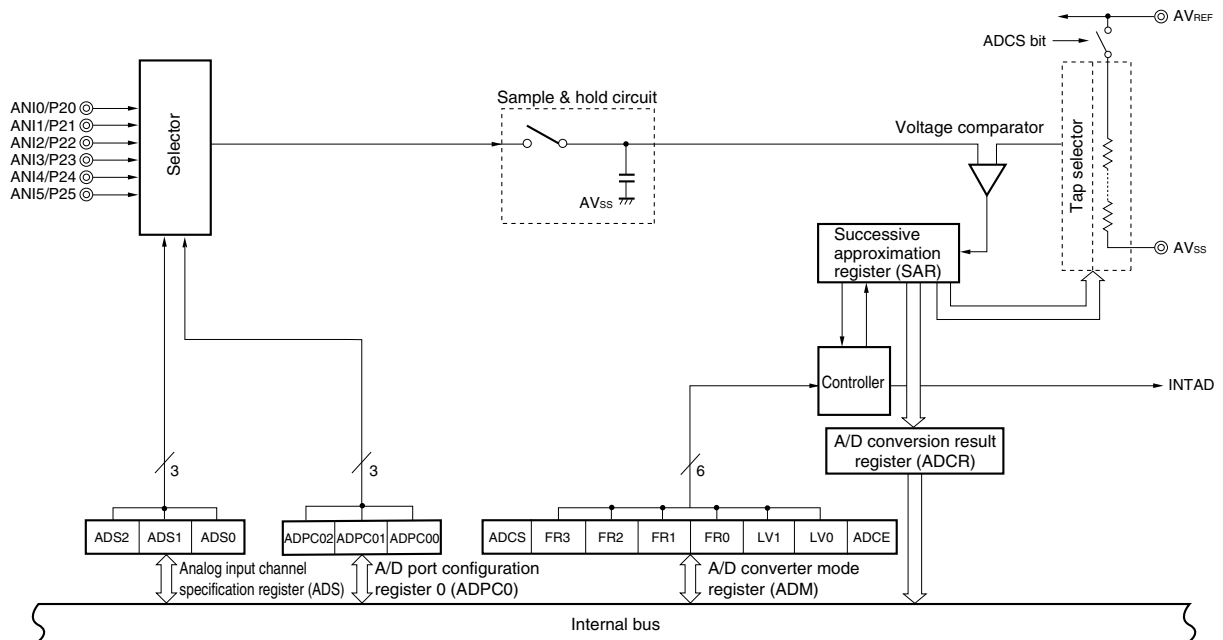 AVREF
ADCS bit
ANI0/P20
ANI1/P21
ANI2/P22
ANI3/P23
ANI4/P24
ANI5/P25
Selector
Sample & hold circuit
AVSS
Voltage comparator
Tap selector
AVSS
Successive
approximation
register (SAR)
Controller
INTAD
A/D conversion result
register (ADCR)
3
3
6
ADS2 ADS1 ADS0
ADPC02 ADPC01 ADPC00
ADCS FR3 FR2 FR1 FR0 LV1 LV0 ADCE
Analog input channel
specification register (ADS)
A/D port configuration
register 0 (ADPC0)
A/D converter mode
register (ADM)
Internal bus